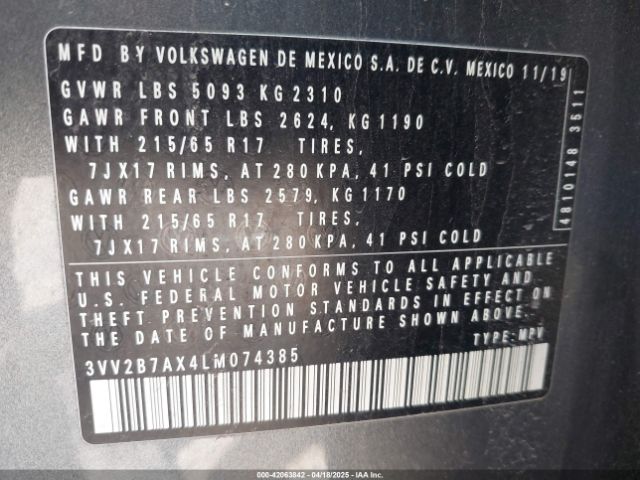 MFD BY VOLKSWAGEN DE MEXICO S.A. DE C.V. MEXICO 11/19
GVWR LBS 5093 KG 2310
GAWR FRONT LBS 2624, KG 1190
WITH 215/65 R17 TIRES,
7JX17 RIMS, AT 280 KPA, 41 PSI COLD
GAWR REAR LBS 2579, KG 1170
WITH 215/65 R17 TIRES,
7JX17 RIMS, AT 280 KPA, 41 PSI COLD
THIS VEHICLE CONFORMS TO ALL APPLICABLE
U.S. FEDERAL MOTOR VEHICLE SAFETY AND
THEFT PREVENTION STANDARDS IN EFFECT ON
THE DATE OF MANUFACTURE SHOWN ABOVE.
TYPE: MPV
3VV2B7AX4LM074385
4810148 3511
000-42063842 - 04/18/2025 - IAA Inc.